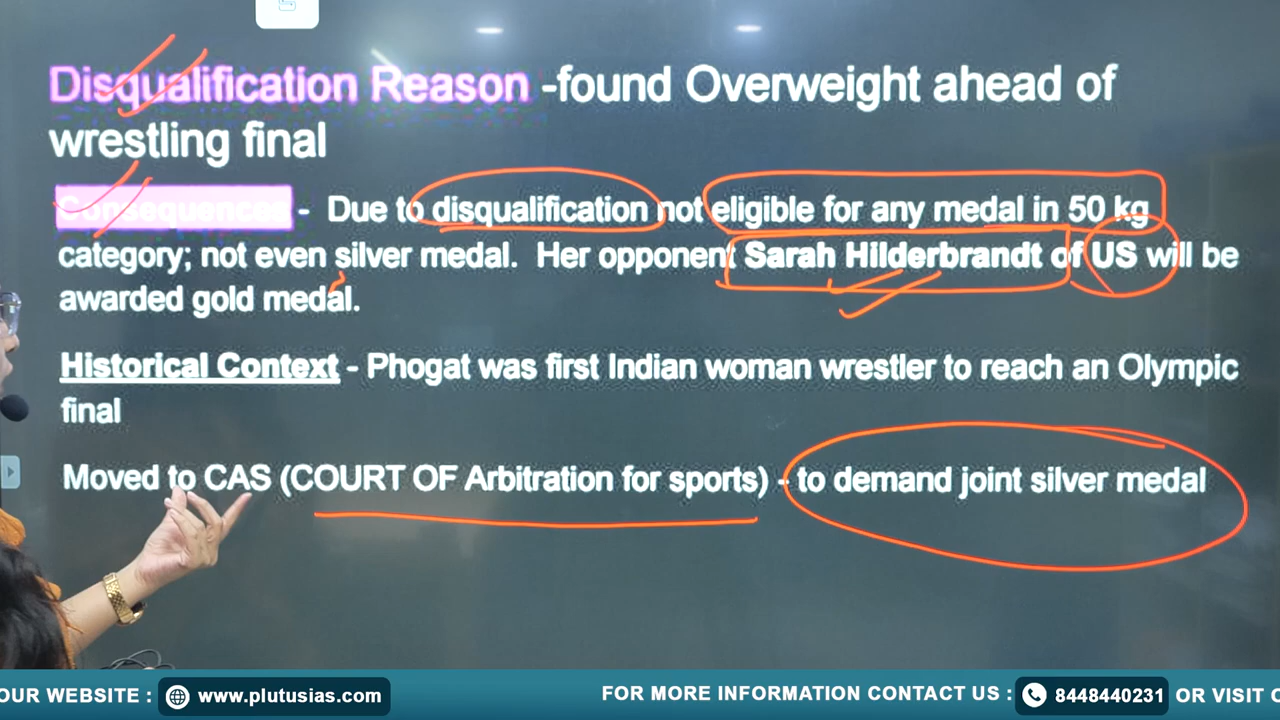 Disqualification Reason -found Overweight ahead of
wrestling final
Consequences - Due to disqualification not eligible for any medal in 50 kg
category; not even silver medal. Her opponent Sarah Hilderbrandt of US will be
awarded gold medal.
Historical Context - Phogat was first Indian woman wrestler to reach an Olympic
final
Moved to CAS (COURT OF Arbitration for sports) - to demand joint silver medal
OUR WEBSITE : www.plutusias.com FOR MORE INFORMATION CONTACT US : 8448440231 OR VISIT